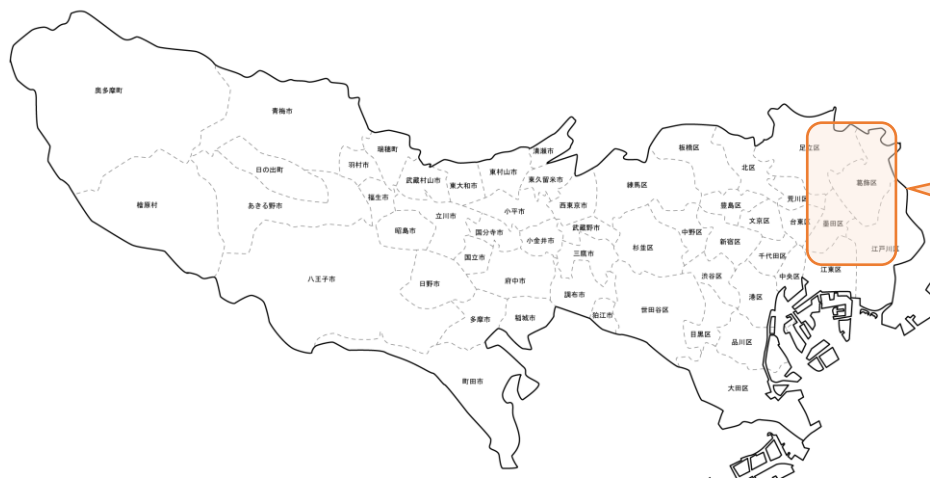 奥多摩町
青梅市
瑞穂町
清瀬市
板橋区
足立区
羽村市
日の出町
武蔵村山市
東大和市
東村山市
東久留米市
練馬区
北区
葛飾区
檜原村
あきる野市
福生市
立川市
小平市
西東京市
豊島区
荒川区
昭島市
国分寺市
小金井市
武蔵野市
杉並区
中野区
新宿区
文京区
台東区
墨田区
国立市
三鷹市
千代田区
江戸川区
八王子市
日野市
府中市
調布市
渋谷区
中央区
江東区
多摩市
稲城市
狛江市
世田谷区
港区
目黒区
品川区
町田市
大田区